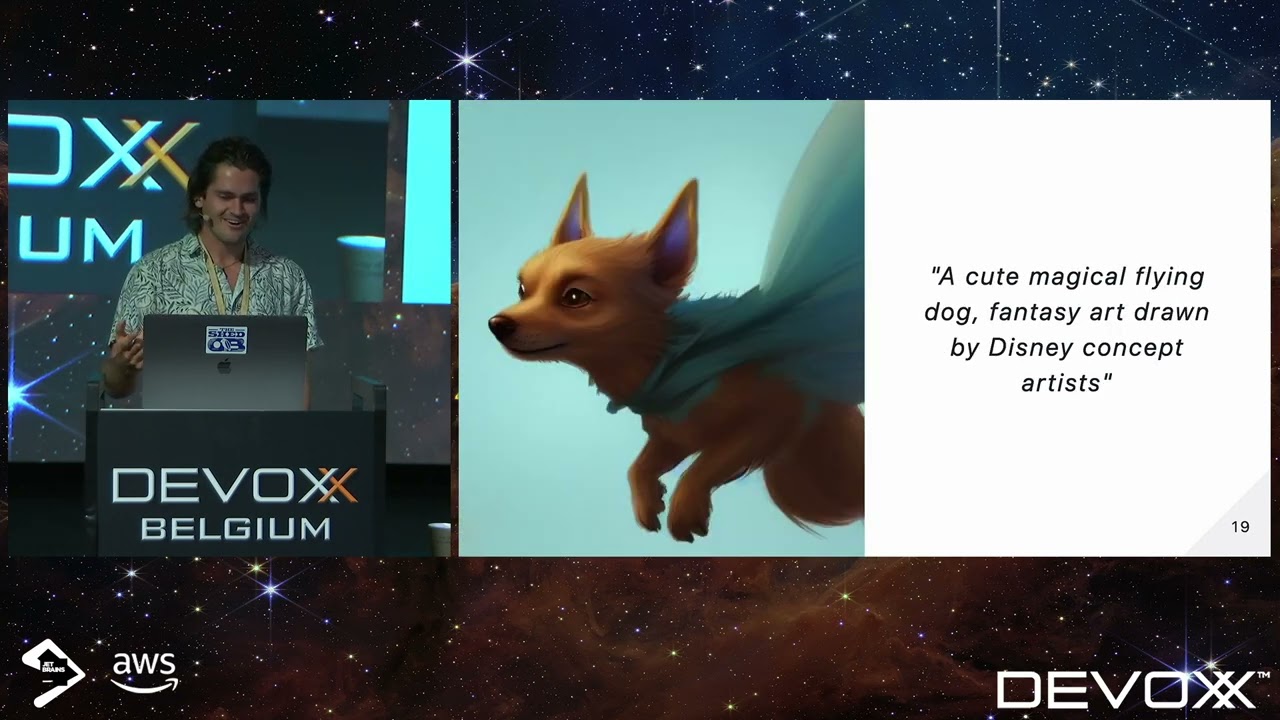 OXX
UM
THE
SHED
DEVOXX
BELGIUM
"A cute magical flying
dog, fantasy art drawn
by Disney concept
artists"
19
JET
BRAINS
aws
DEVOXX™